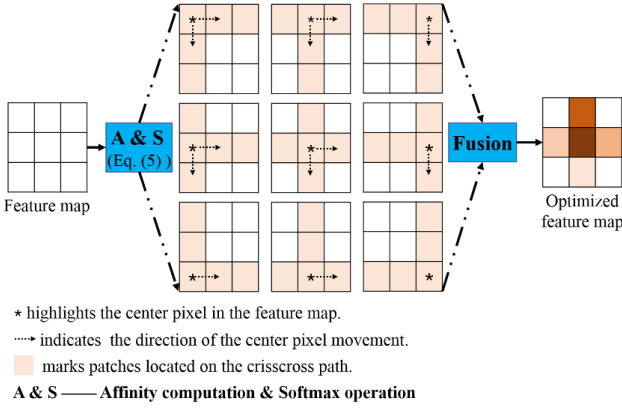 A & S
(Eq. (5) )
Fusion
Feature map
Optimized
feature map
* highlights the center pixel in the feature map.
indicates the direction of the center pixel movement.
marks patches located on the crisscross path.
A & S —— Affinity computation & Softmax operation